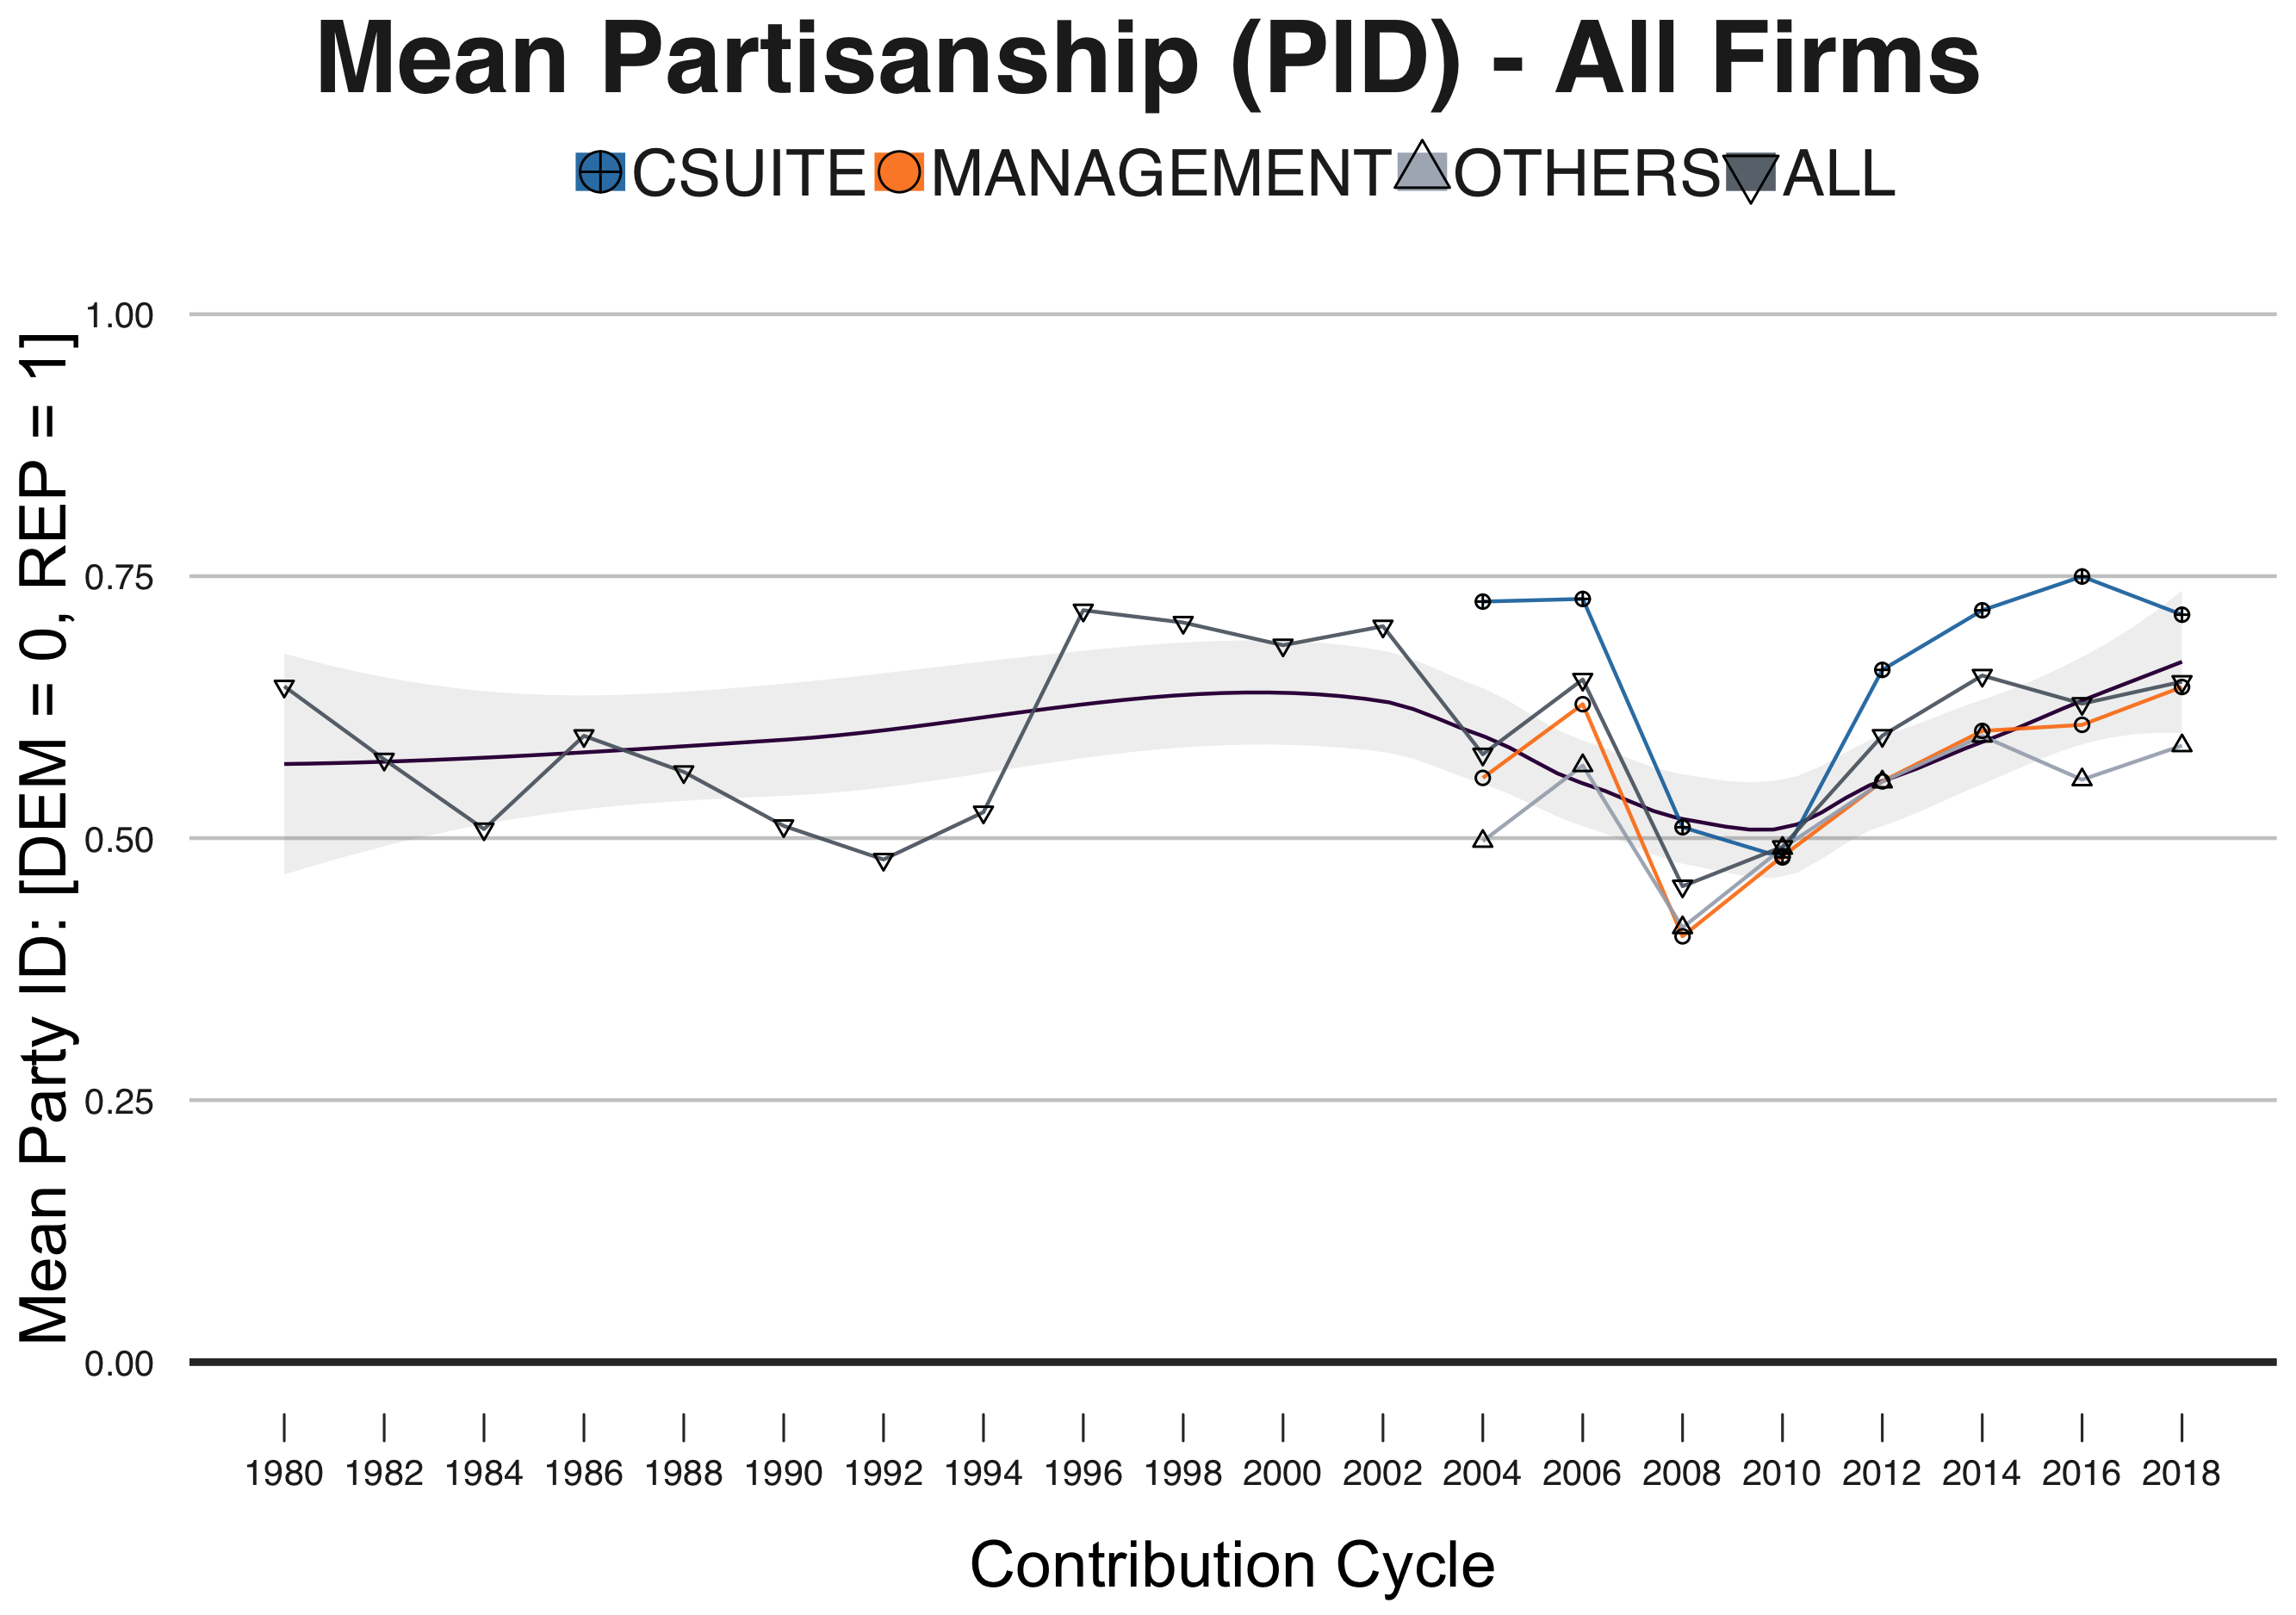 Mean Partisanship (PID) - All Firms
CSUITE MANAGEMENT OTHERS ALL
Mean Party ID: [DEM = 0, REP = 1]
1.00
0.75
0.50
0.25
0.00
1980 1982 1984 1986 1988 1990 1992 1994 1996 1998 2000 2002 2004 2006 2008 2010 2012 2014 2016 2018
Contribution Cycle